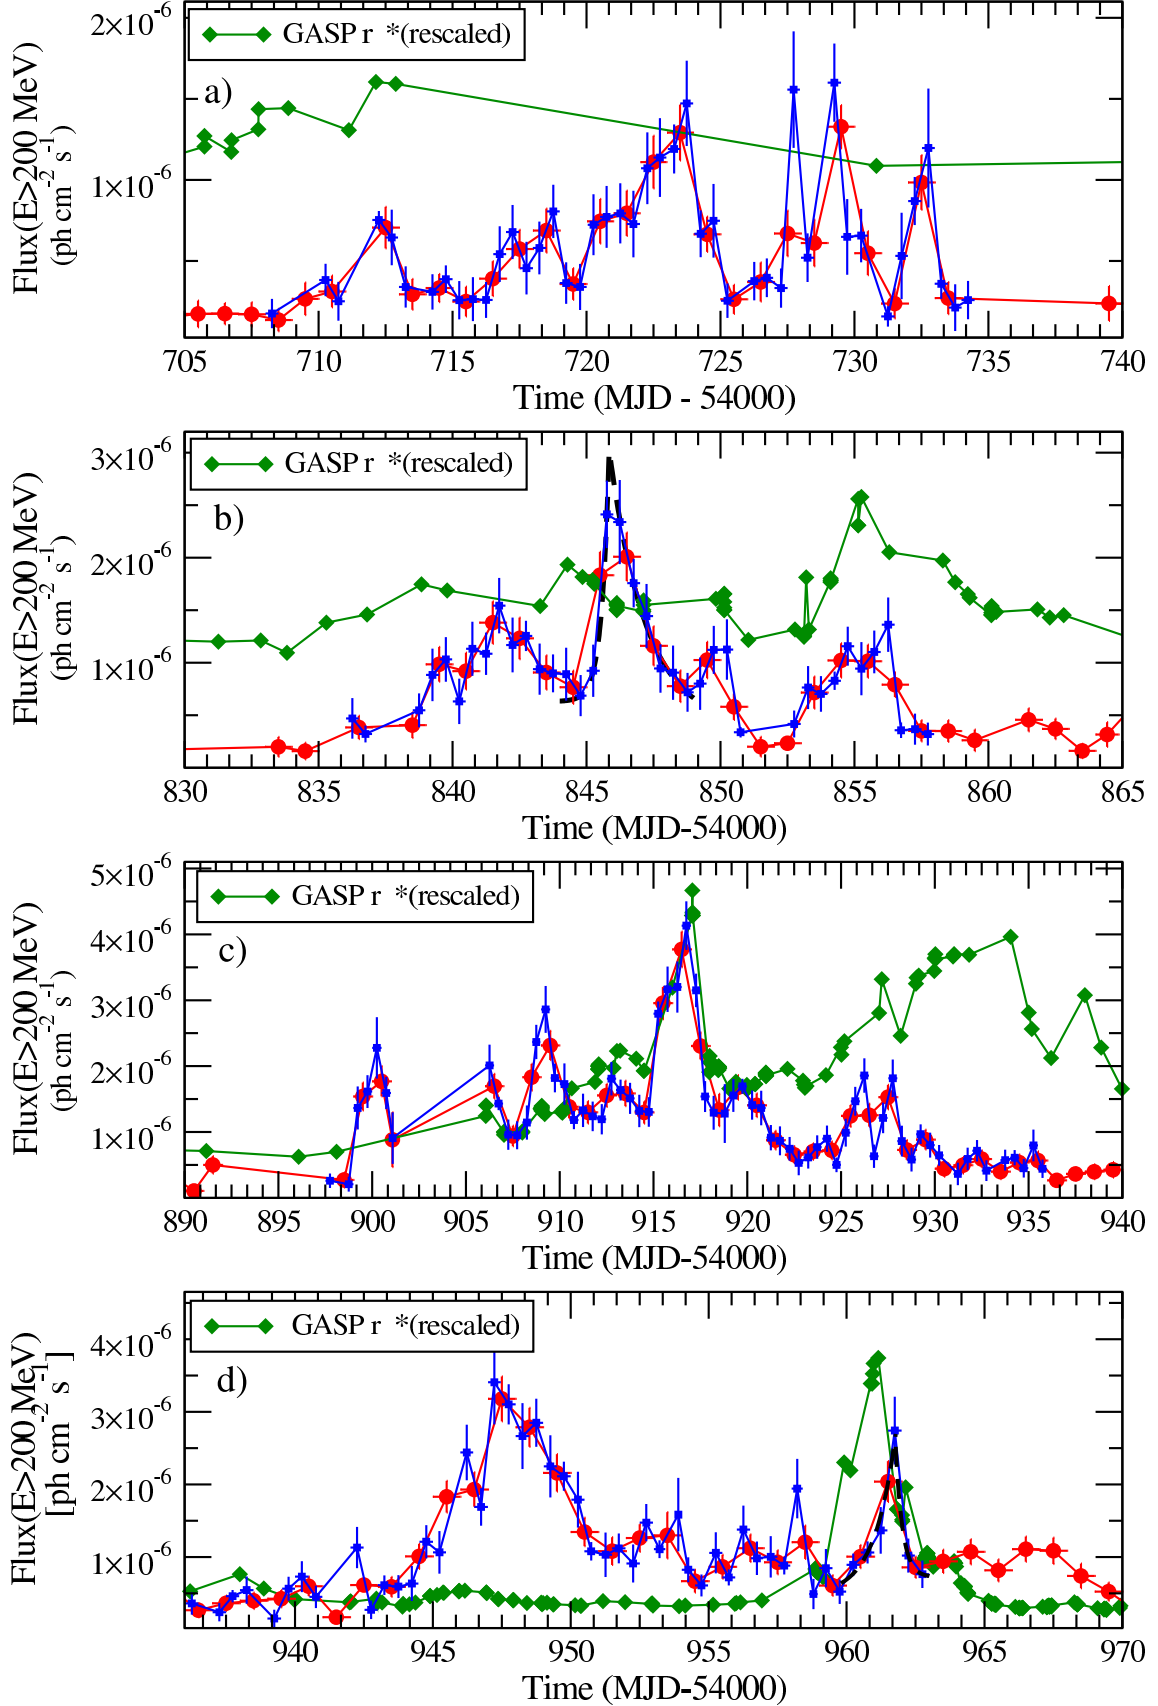 2×10-6
GASP r *(rescaled)
a)
1×10-6
Flux(E>200 MeV)
(ph cm-2 s-1)
705 710 715 720 725 730 735 740
Time (MJD - 54000)
3×10-6
GASP r *(rescaled)
b)
2×10-6
1×10-6
Flux(E>200 MeV)
(ph cm-2 s-1)
830 835 840 845 850 855 860 865
Time (MJD-54000)
5×10-6
GASP r *(rescaled)
c)
4×10-6
3×10-6
2×10-6
1×10-6
Flux(E>200 MeV)
(ph cm-2 s-1)
890 895 900 905 910 915 920 925 930 935 940
Time (MJD-54000)
GASP r *(rescaled)
4×10-6
d)
3×10-6
2×10-6
1×10-6
Flux(E>200 MeV)
[ph cm-2 s-1]
940 945 950 955 960 965 970
Time (MJD-54000)